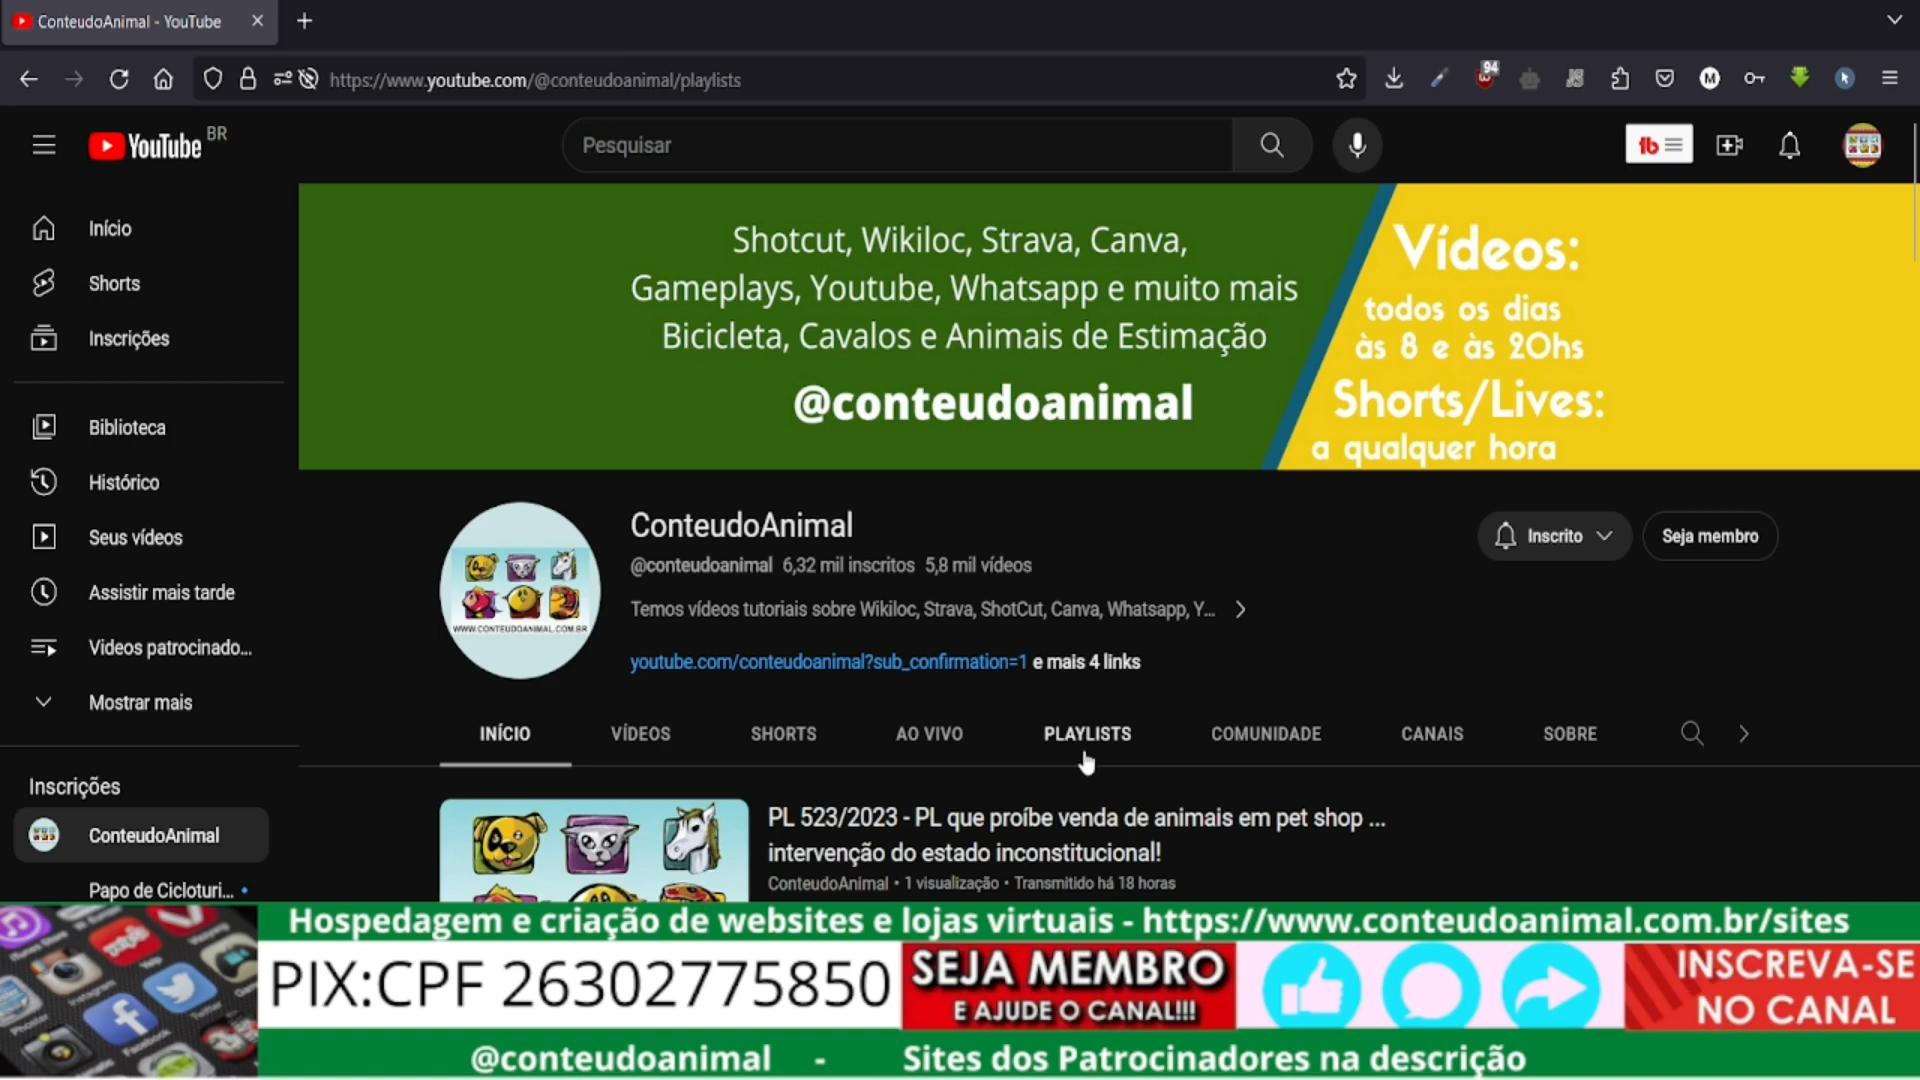 ConteudoAnimal - YouTube
https://www.youtube.com/@conteudoanimal/playlists
94
YouTube BR
Pesquisar
Início
Shorts
Inscrições
Biblioteca
Histórico
Seus vídeos
Assistir mais tarde
Videos patrocinado...
Mostrar mais
Inscrições
ConteudoAnimal
Papo de Cicloturi...
Shotcut, Wikiloc, Strava, Canva,
Gameplays, Youtube, Whatsapp e muito mais
Bicicleta, Cavalos e Animais de Estimação
@conteudoanimal
Vídeos:
todos os dias
às 8 e às 20hs
Shorts/Lives:
a qualquer hora
WWW.CONTEUDOANIMAL.COM.BR
ConteudoAnimal
@conteudoanimal 6,32 mil inscritos 5,8 mil vídeos
Temos vídeos tutoriais sobre Wikiloc, Strava, ShotCut, Canva, Whatsapp, Y...
youtube.com/conteudoanimal?sub_confirmation=1 e mais 4 links
Inscrito
Seja membro
INÍCIO VÍDEOS SHORTS AO VIVO PLAYLISTS COMUNIDADE CANAIS SOBRE
PL 523/2023 - PL que proíbe venda de animais em pet shop ...
intervenção do estado inconstitucional!
ConteudoAnimal • 1 visualização • Transmitido há 18 horas
Hospedagem e criação de websites e lojas virtuais - https://www.conteudoanimal.com.br/sites
PIX:CPF 26302775850
SEJA MEMBRO
E AJUDE O CANAL!!!
INSCREVA-SE
NO CANAL
@conteudoanimal - Sites dos Patrocinadores na descrição